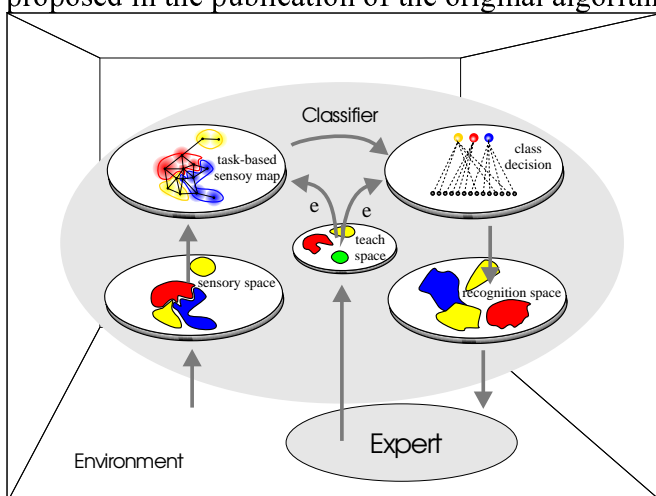 proposed in the publication of the original algorithm
Classifier
task-based
sensoy map
class
decision
e
e
teach
space
sensory space
recognition space
Expert
Environment